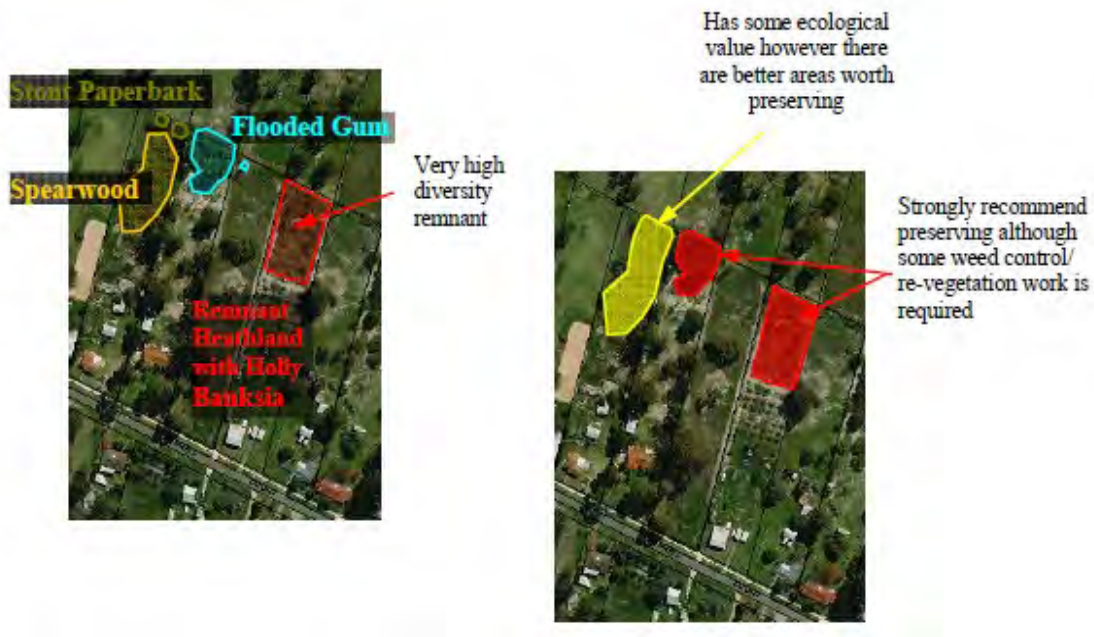 Stout Paperbark
Flooded Gum
Spearwood
Very high
diversity
remnant
Remnant
Heathland
with Holly
Banksia
Has some ecological
value however there
are better areas worth
preserving
Strongly recommend
preserving although
some weed control/
re-vegetation work is
required